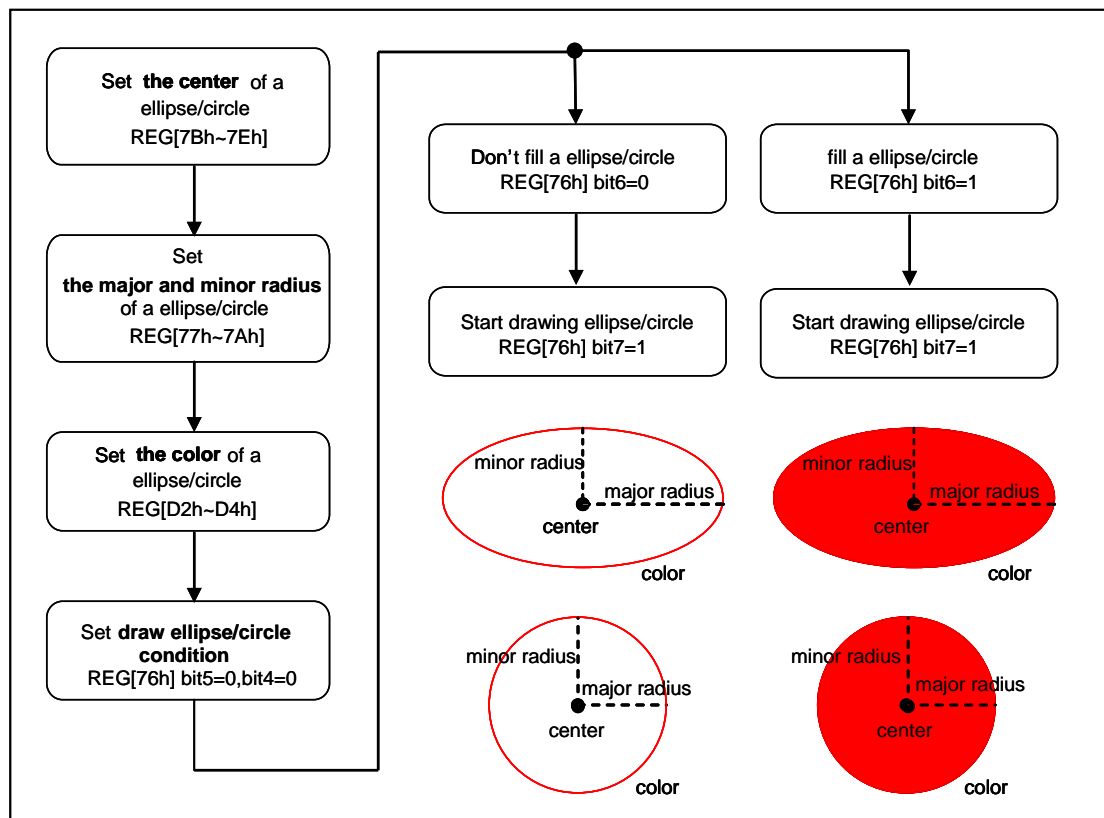 Set the center of a
ellipse/circle
REG[7Bh~7Eh]
Set
the major and minor radius
of a ellipse/circle
REG[77h~7Ah]
Set the color of a
ellipse/circle
REG[D2h~D4h]
Set draw ellipse/circle
condition
REG[76h] bit5=0,bit4=0
Don't fill a ellipse/circle
REG[76h] bit6=0
Start drawing ellipse/circle
REG[76h] bit7=1
fill a ellipse/circle
REG[76h] bit6=1
Start drawing ellipse/circle
REG[76h] bit7=1
minor radius
major radius
center
color
minor radius
major radius
center
color
minor radius
major radius
center
color
minor radius
major radius
center
color